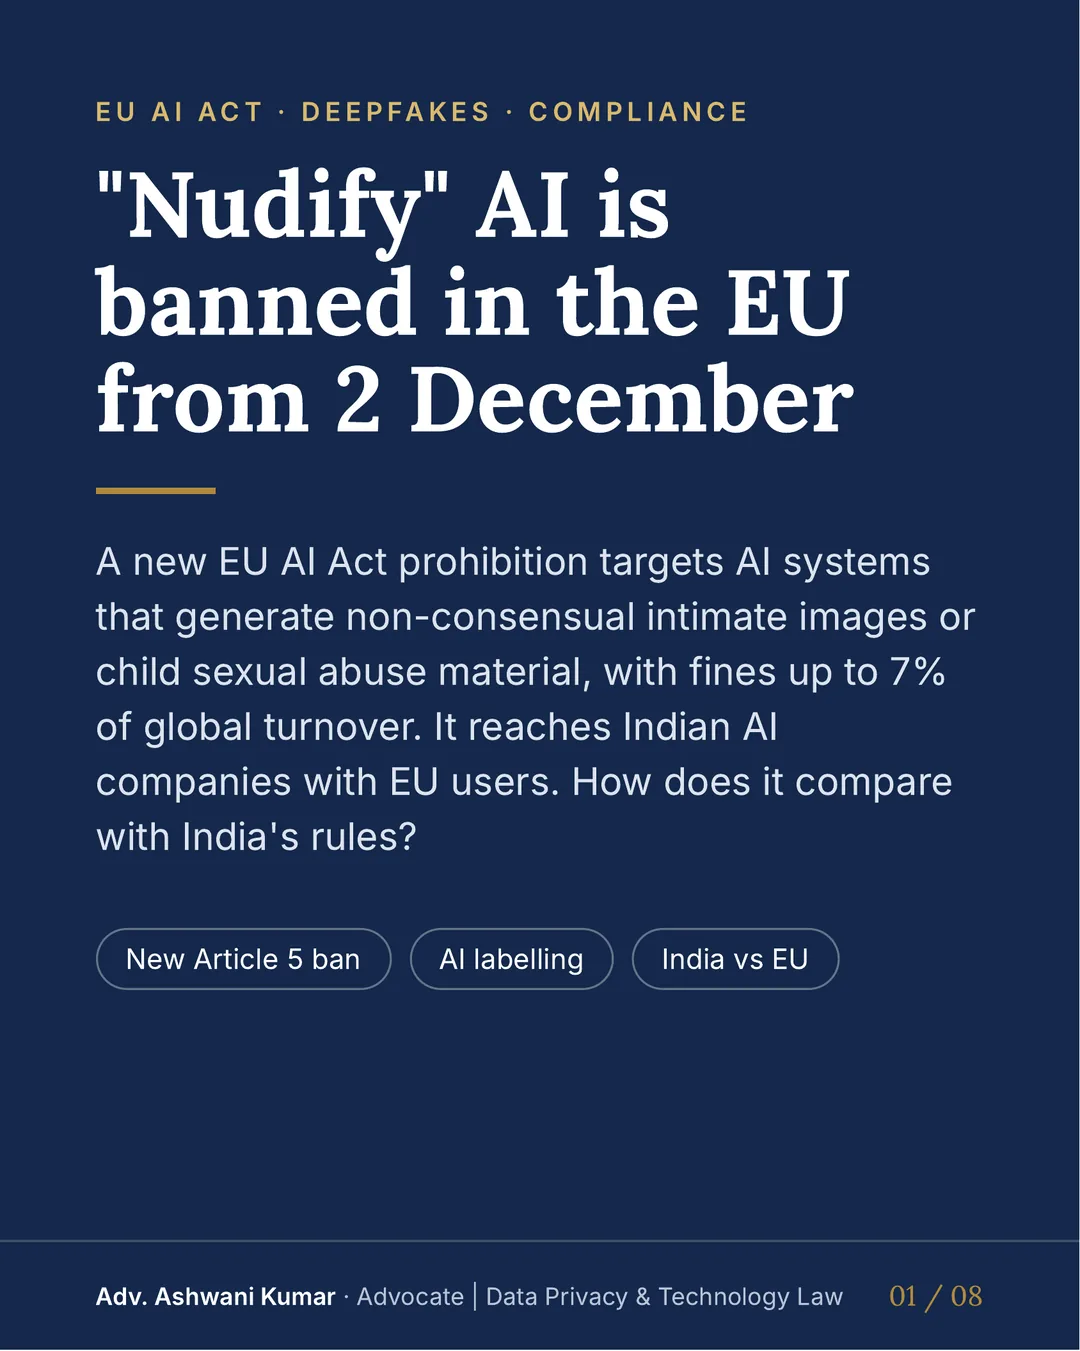 EU AI ACT · DEEPFAKES · COMPLIANCE
"Nudify" AI is
banned in the EU
from 2 December
A new EU AI Act prohibition targets AI systems
that generate non-consensual intimate images or
child sexual abuse material, with fines up to 7%
of global turnover. It reaches Indian AI
companies with EU users. How does it compare
with India's rules?
New Article 5 ban
AI labelling
India vs EU
Adv. Ashwani Kumar · Advocate | Data Privacy & Technology Law
01 / 08